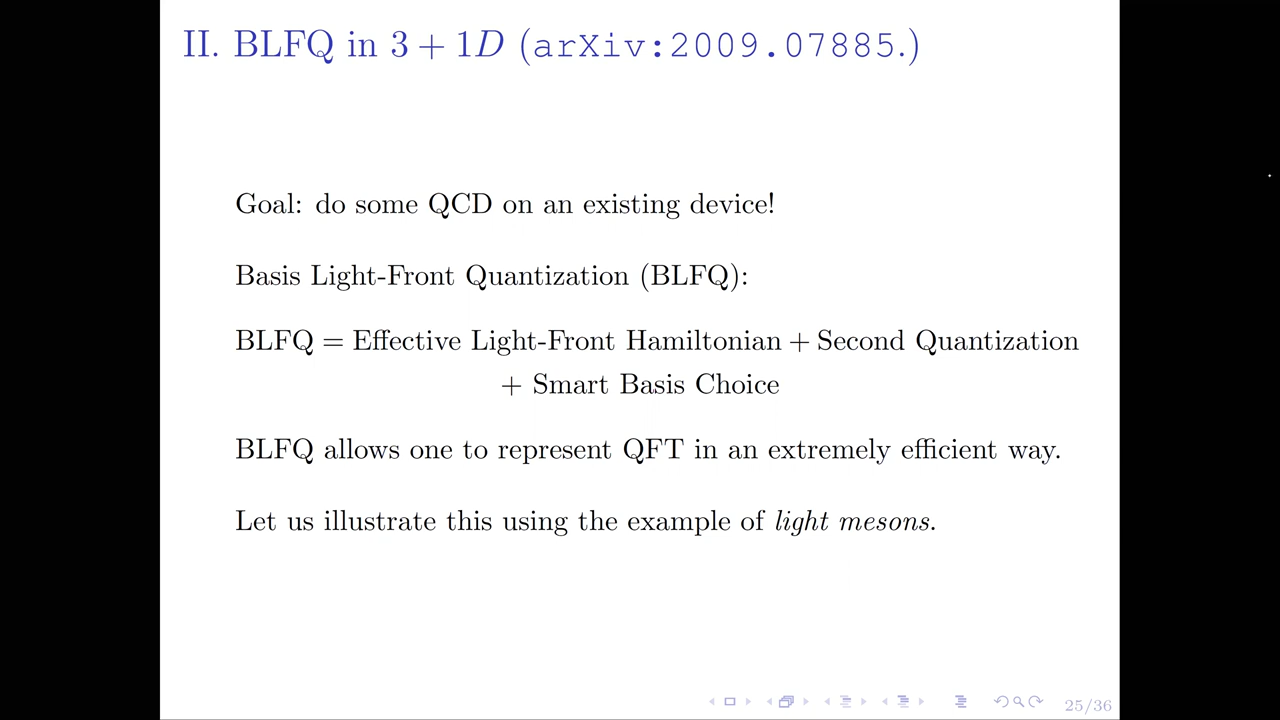 II. BLFQ in 3 + 1D (arXiv:2009.07885.)
Goal: do some QCD on an existing device!
Basis Light-Front Quantization (BLFQ):
BLFQ = Effective Light-Front Hamiltonian + Second Quantization
+ Smart Basis Choice
BLFQ allows one to represent QFT in an extremely efficient way.
Let us illustrate this using the example of light mesons.
25/36